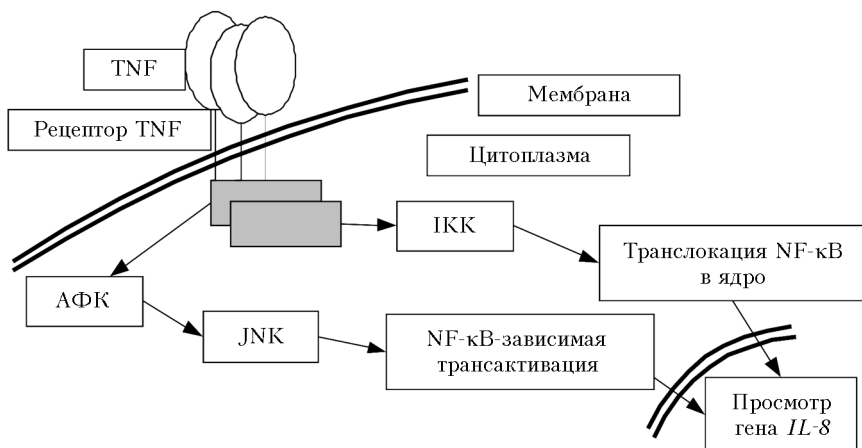 TNF
Мембрана
Рецептор TNF
Цитоплазма
IKK
Транслокация NF-κB
в ядро
АФК
JNK
NF-κB-зависимая
трансактивация
Просмотр
гена IL-8